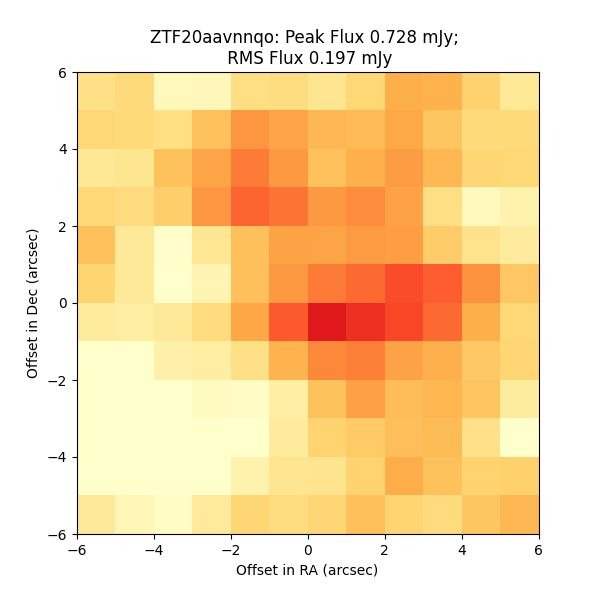 ZTF20aavnnqo: Peak Flux 0.728 mJy;
RMS Flux 0.197 mJy
6
4
2
0
−2
−4
−6
Offset in Dec (arcsec)
−6 −4 −2 0 2 4 6
Offset in RA (arcsec)